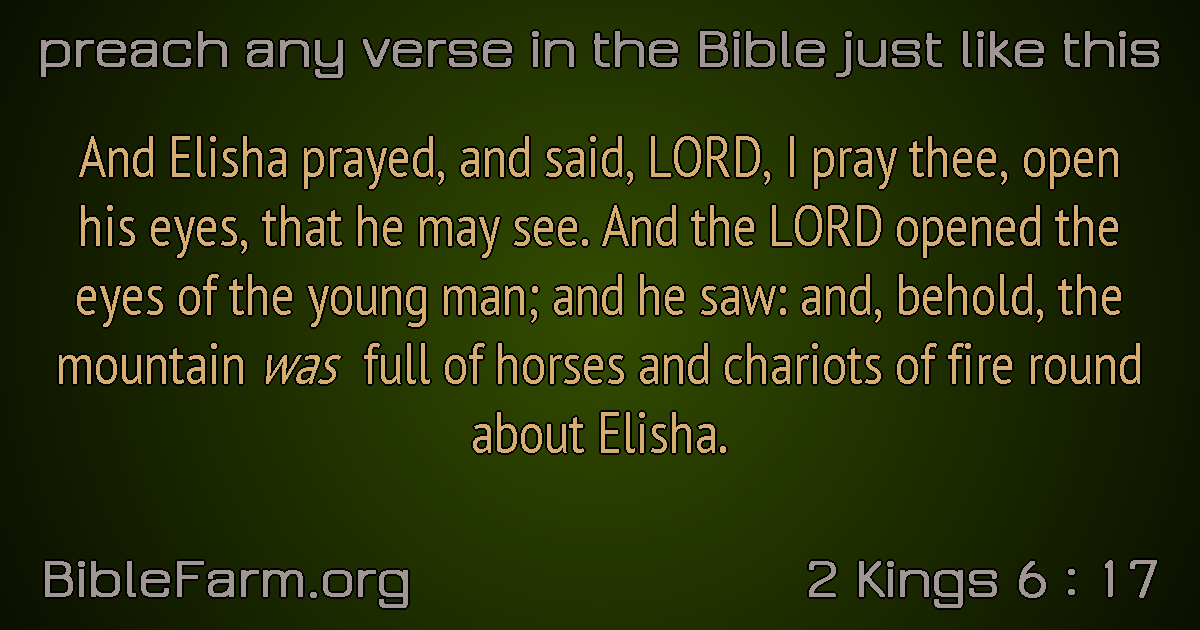 preach any verse in the Bible just like this
And Elisha prayed, and said, LORD, I pray thee, open
his eyes, that he may see. And the LORD opened the
eyes of the young man; and he saw: and, behold, the
mountain was full of horses and chariots of fire round
about Elisha.
BibleFarm.org
2 Kings 6 : 17